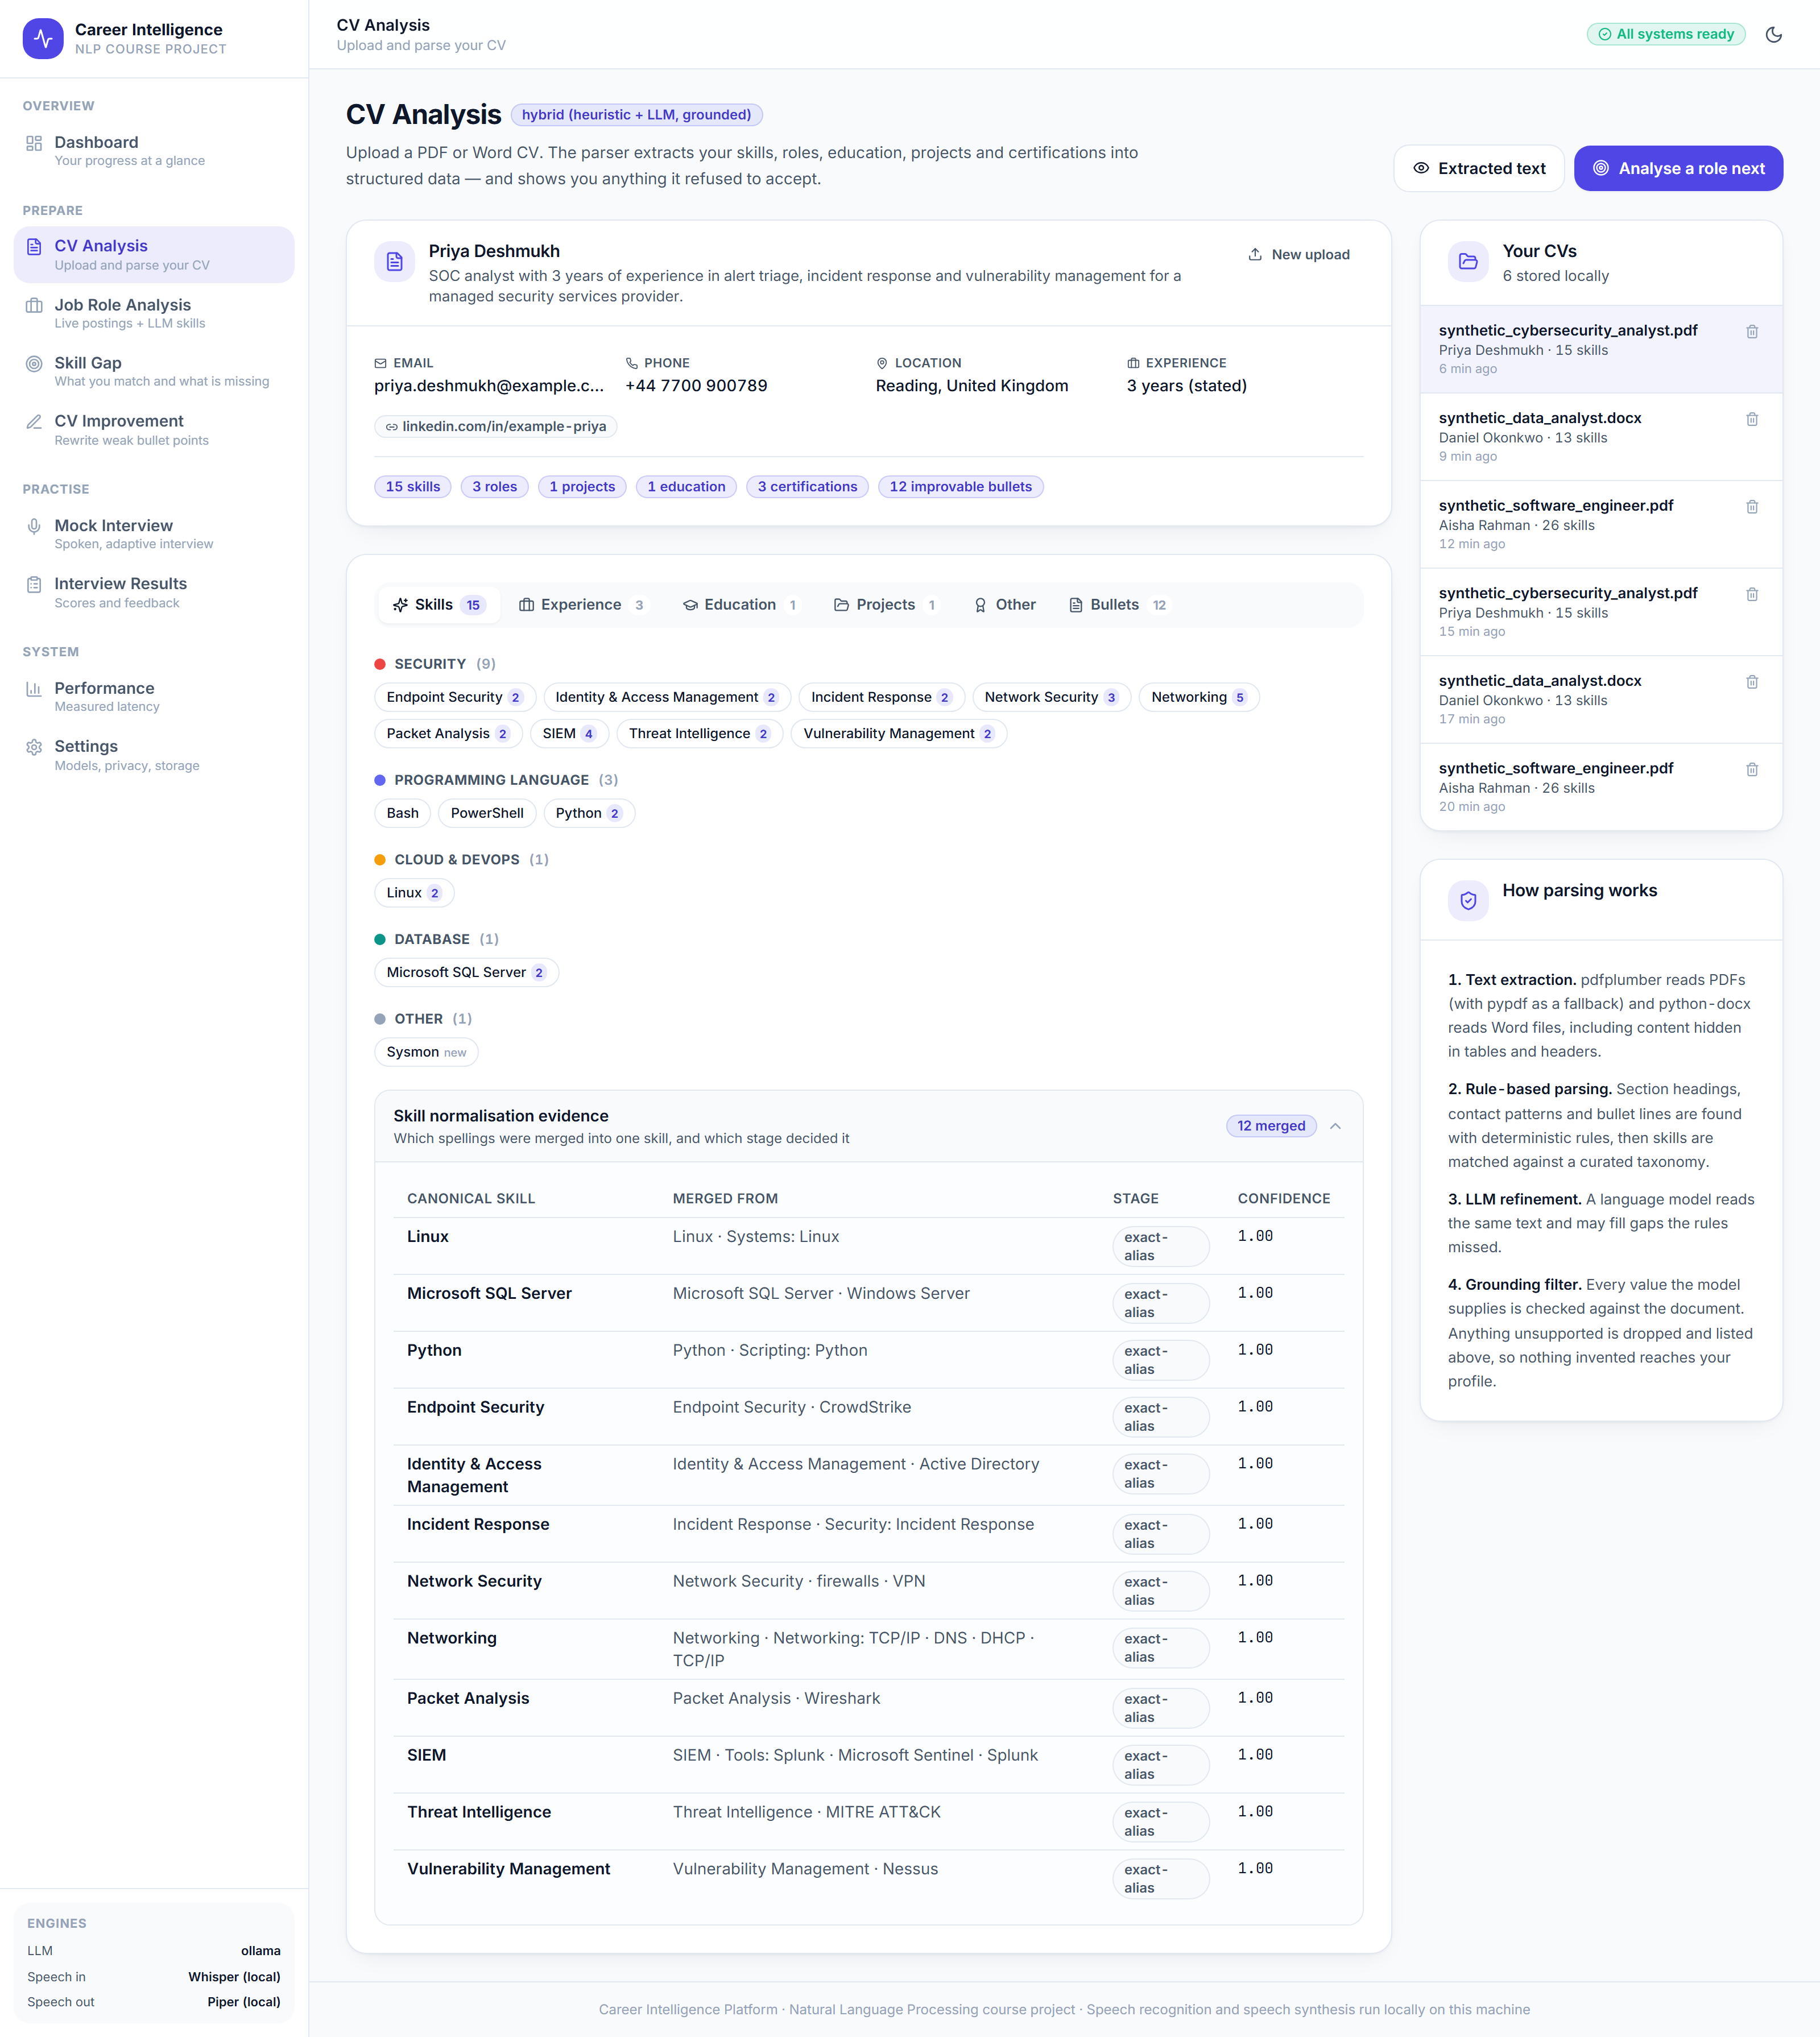 Career Intelligence
NLP COURSE PROJECT
OVERVIEW
Dashboard
Your progress at a glance
PREPARE
CV Analysis
Upload and parse your CV
Job Role Analysis
Live postings + LLM skills
Skill Gap
What you match and what is missing
CV Improvement
Rewrite weak bullet points
PRACTISE
Mock Interview
Spoken, adaptive interview
Interview Results
Scores and feedback
SYSTEM
Performance
Measured latency
Settings
Models, privacy, storage
ENGINES
LLM ollama
Speech in Whisper (local)
Speech out Piper (local)
CV Analysis
Upload and parse your CV
All systems ready
CV Analysis hybrid (heuristic + LLM, grounded)
Upload a PDF or Word CV. The parser extracts your skills, roles, education, projects and certifications into
structured data — and shows you anything it refused to accept.
Extracted text
Analyse a role next
Priya Deshmukh
SOC analyst with 3 years of experience in alert triage, incident response and vulnerability management for a
managed security services provider.
New upload
EMAIL PHONE LOCATION EXPERIENCE
priya.deshmukh@example.c... +44 7700 900789 Reading, United Kingdom 3 years (stated)
linkedin.com/in/example-priya
15 skills 3 roles 1 projects 1 education 3 certifications 12 improvable bullets
Skills 15 Experience 3 Education 1 Projects 1 Other Bullets 12
SECURITY (9)
Endpoint Security 2 Identity & Access Management 2 Incident Response 2 Network Security 3 Networking 5
Packet Analysis 2 SIEM 4 Threat Intelligence 2 Vulnerability Management 2
PROGRAMMING LANGUAGE (3)
Bash PowerShell Python 2
CLOUD & DEVOPS (1)
Linux 2
DATABASE (1)
Microsoft SQL Server 2
OTHER (1)
Sysmon new
Skill normalisation evidence
Which spellings were merged into one skill, and which stage decided it
12 merged
CANONICAL SKILL MERGED FROM STAGE CONFIDENCE
Linux Linux · Systems: Linux exact-alias 1.00
Microsoft SQL Server Microsoft SQL Server · Windows Server exact-alias 1.00
Python Python · Scripting: Python exact-alias 1.00
Endpoint Security Endpoint Security · CrowdStrike exact-alias 1.00
Identity & Access Management Identity & Access Management · Active Directory exact-alias 1.00
Incident Response Incident Response · Security: Incident Response exact-alias 1.00
Network Security Network Security · firewalls · VPN exact-alias 1.00
Networking Networking · Networking: TCP/IP · DNS · DHCP · TCP/IP exact-alias 1.00
Packet Analysis Packet Analysis · Wireshark exact-alias 1.00
SIEM SIEM · Tools: Splunk · Microsoft Sentinel · Splunk exact-alias 1.00
Threat Intelligence Threat Intelligence · MITRE ATT&CK exact-alias 1.00
Vulnerability Management Vulnerability Management · Nessus exact-alias 1.00
Your CVs
6 stored locally
synthetic_cybersecurity_analyst.pdf
Priya Deshmukh · 15 skills
6 min ago
synthetic_data_analyst.docx
Daniel Okonkwo · 13 skills
9 min ago
synthetic_software_engineer.pdf
Aisha Rahman · 26 skills
12 min ago
synthetic_cybersecurity_analyst.pdf
Priya Deshmukh · 15 skills
15 min ago
synthetic_data_analyst.docx
Daniel Okonkwo · 13 skills
17 min ago
synthetic_software_engineer.pdf
Aisha Rahman · 26 skills
20 min ago
How parsing works
1. Text extraction. pdfplumber reads PDFs
(with pypdf as a fallback) and python-docx
reads Word files, including content hidden
in tables and headers.
2. Rule-based parsing. Section headings,
contact patterns and bullet lines are found
with deterministic rules, then skills are
matched against a curated taxonomy.
3. LLM refinement. A language model reads
the same text and may fill gaps the rules
missed.
4. Grounding filter. Every value the model
supplies is checked against the document.
Anything unsupported is dropped and listed
above, so nothing invented reaches your
profile.
Career Intelligence Platform · Natural Language Processing course project · Speech recognition and speech synthesis run locally on this machine